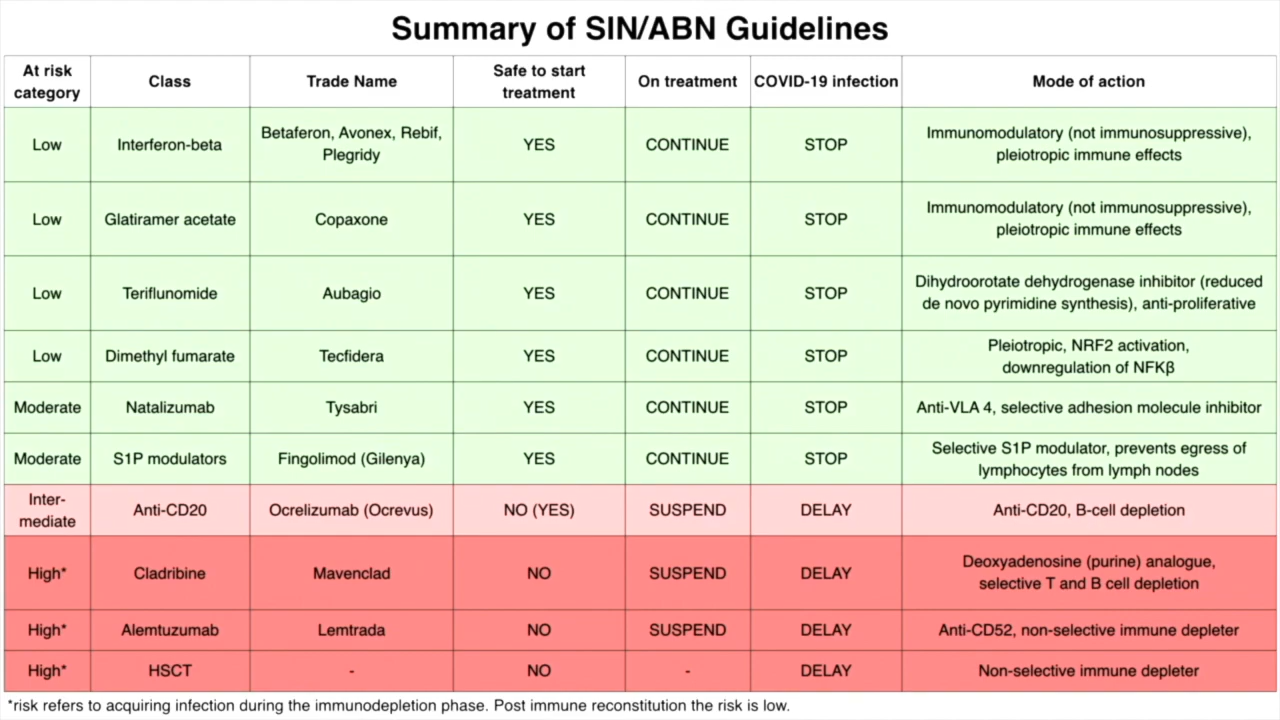 Summary of SIN/ABN Guidelines
At risk category | Class | Trade Name | Safe to start treatment | On treatment | COVID-19 infection | Mode of action
Low | Interferon-beta | Betaferon, Avonex, Rebif, Plegridy | YES | CONTINUE | STOP | Immunomodulatory (not immunosuppressive), pleiotropic immune effects
Low | Glatiramer acetate | Copaxone | YES | CONTINUE | STOP | Immunomodulatory (not immunosuppressive), pleiotropic immune effects
Low | Teriflunomide | Aubagio | YES | CONTINUE | STOP | Dihydroorotate dehydrogenase inhibitor (reduced de novo pyrimidine synthesis), anti-proliferative
Low | Dimethyl fumarate | Tecfidera | YES | CONTINUE | STOP | Pleiotropic, NRF2 activation, downregulation of NFKβ
Moderate | Natalizumab | Tysabri | YES | CONTINUE | STOP | Anti-VLA 4, selective adhesion molecule inhibitor
Moderate | S1P modulators | Fingolimod (Gilenya) | YES | CONTINUE | STOP | Selective S1P modulator, prevents egress of lymphocytes from lymph nodes
Inter-mediate | Anti-CD20 | Ocrelizumab (Ocrevus) | NO (YES) | SUSPEND | DELAY | Anti-CD20, B-cell depletion
High* | Cladribine | Mavenclad | NO | SUSPEND | DELAY | Deoxyadenosine (purine) analogue, selective T and B cell depletion
High* | Alemtuzumab | Lemtrada | NO | SUSPEND | DELAY | Anti-CD52, non-selective immune depleter
High* | HSCT | - | NO | - | DELAY | Non-selective immune depleter
*risk refers to acquiring infection during the immunodepletion phase. Post immune reconstitution the risk is low.